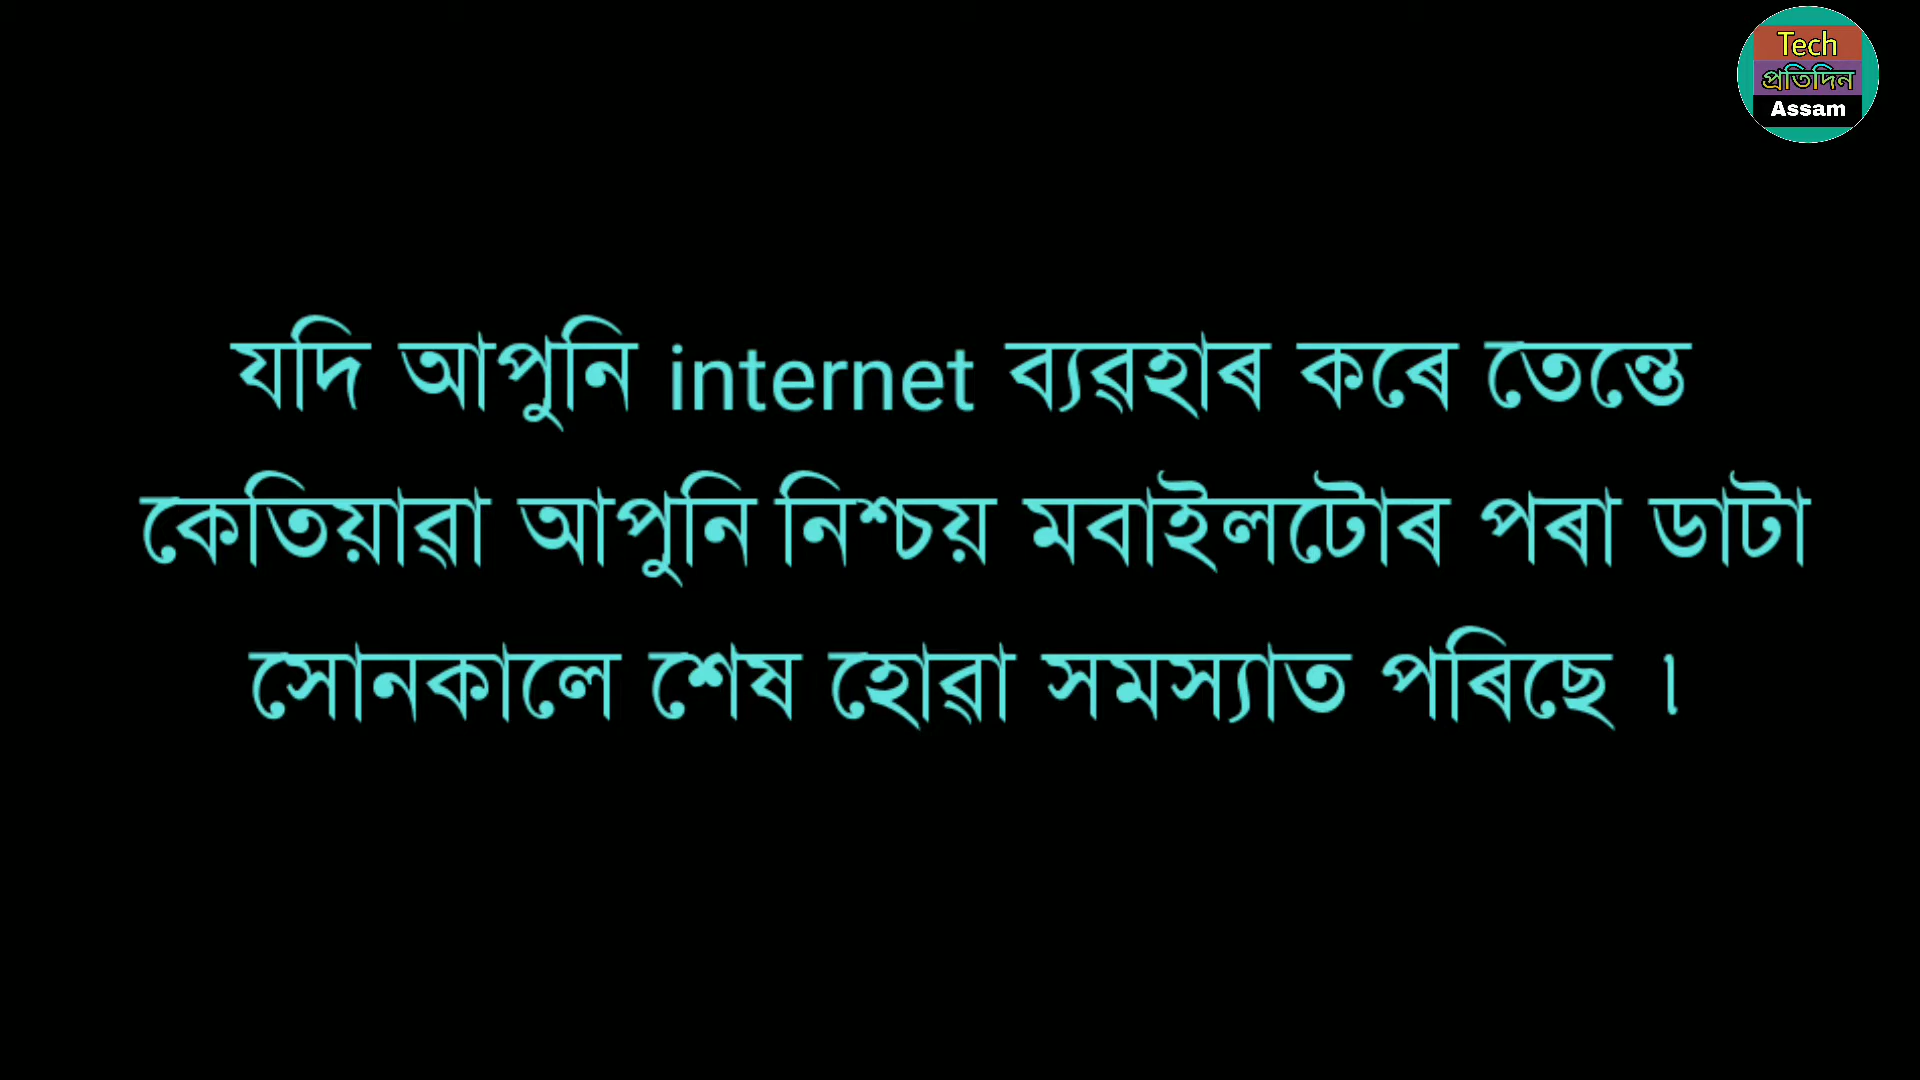 Tech
প্ৰতিদিন
Assam
যদি আপুনি internet ব্যৱহাৰ কৰে তেন্তে
কেতিয়াৱা আপুনি নিশ্চয় মবাইলটোৰ পৰা ডাটা
সোনকালে শেষ হোৱা সমস্যাত পৰিছে ৷